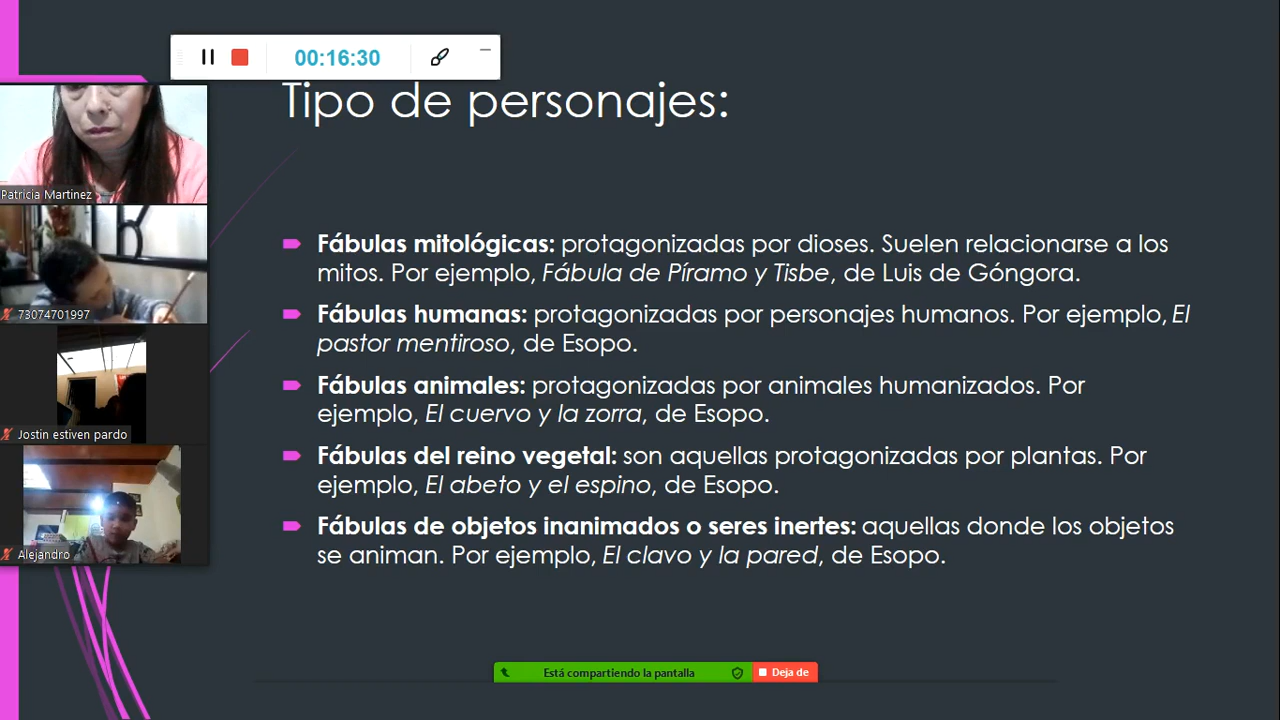 00:16:30
Tipo de personajes:
Patricia Martinez
73074701997
Jostin estiven pardo
Alejandro
Fábulas mitológicas: protagonizadas por dioses. Suelen relacionarse a los
mitos. Por ejemplo, Fábula de Píramo y Tisbe, de Luis de Góngora.
Fábulas humanas: protagonizadas por personajes humanos. Por ejemplo, El
pastor mentiroso, de Esopo.
Fábulas animales: protagonizadas por animales humanizados. Por
ejemplo, El cuervo y la zorra, de Esopo.
Fábulas del reino vegetal: son aquellas protagonizadas por plantas. Por
ejemplo, El abeto y el espino, de Esopo.
Fábulas de objetos inanimados o seres inertes: aquellas donde los objetos
se animan. Por ejemplo, El clavo y la pared, de Esopo.
Está compartiendo la pantalla
Deja de